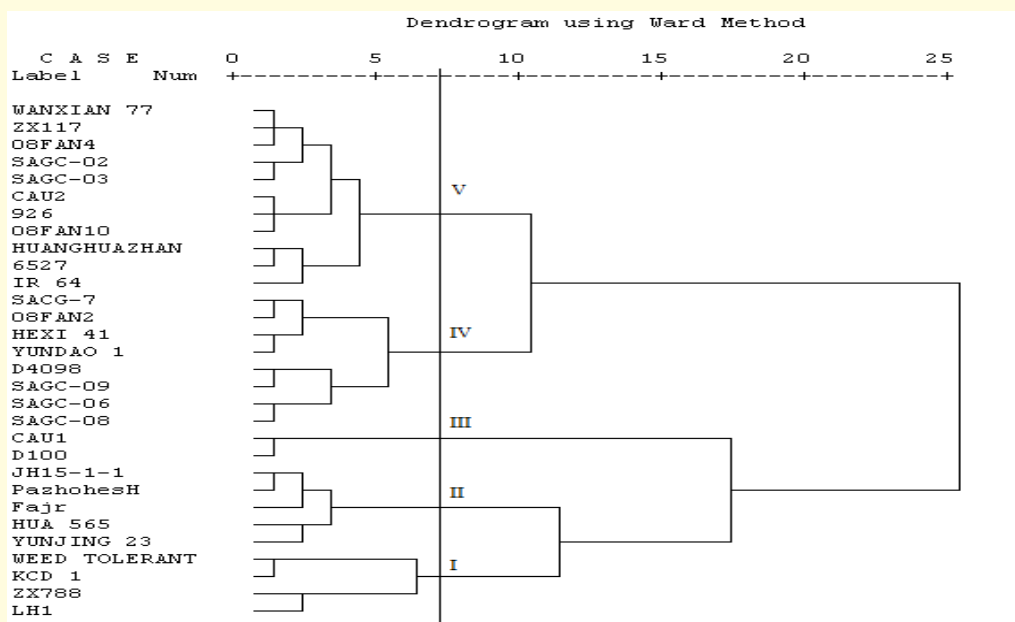 Dendrogram using Ward Method
C A S E 0 5 10 15 20 25
Label Num
WANXIAN 77
ZX117
08FAN4
SAGC-02
SAGC-03
CAU2
V
926
08FAN10
HUANGHUAZHAN
6527
IR 64
SACG-7
08FAN2
HEXI 41
IV
YUNDAO 1
D4098
SAGC-09
SAGC-06
SAGC-08
III
CAU1
D100
JH15-1-1
PazhohesH
II
Fajr
HUA 565
YUNJING 23
WEED TOLERANT
I
KCD 1
ZX788
LH1